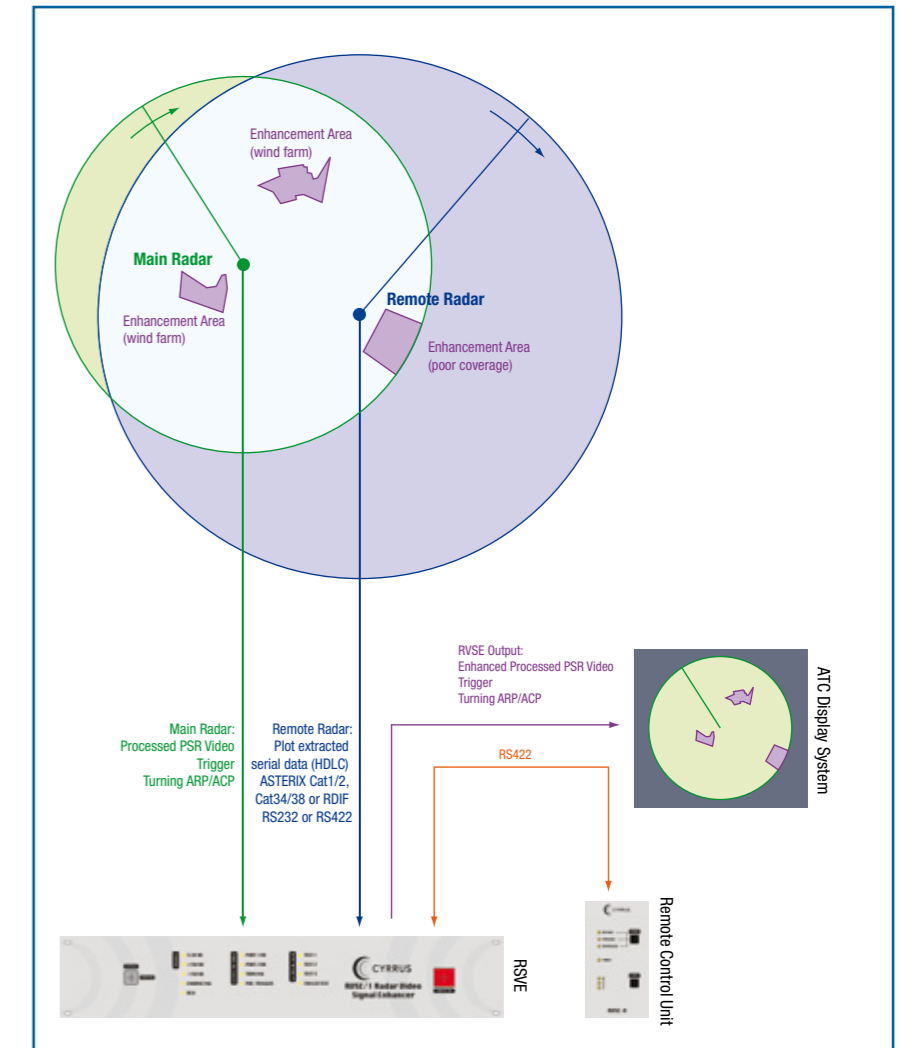 Enhancement Area
(wind farm)
Main Radar
Remote Radar
Enhancement Area
(wind farm)
Enhancement Area
(poor coverage)
RVSE Output:
Enhanced Processed PSR Video
Trigger
Turning ARP/ACP
Main Radar:
Processed PSR Video
Trigger
Turning ARP/ACP
Remote Radar:
Plot extracted
serial data (HDLC)
ASTERIX Cat1/2,
Cat34/38 or RDIF
RS232 or RS422
RS422
ATC Display System
CYRRUS
RVSE/1 Radar Video
Signal Enhancer
RSVE
CYRRUS
Remote Control Unit